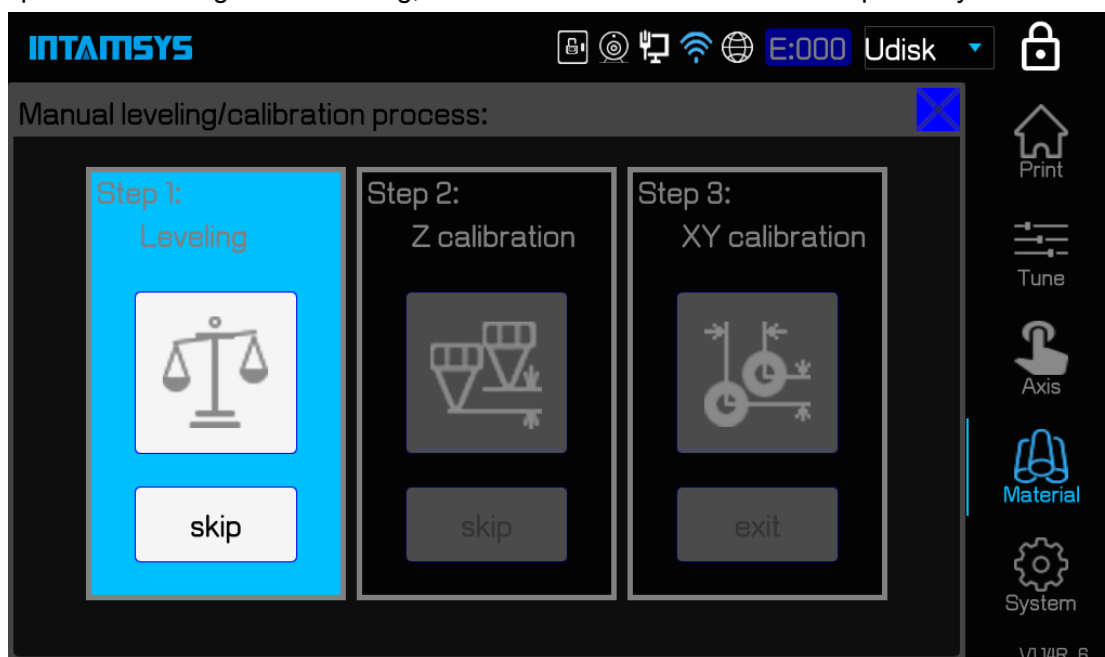 INTAMSYS
E:000 Udisk
Manual leveling/calibration process:
Step 1:
Leveling
skip
Step 2:
Z calibration
skip
Step 3:
XY calibration
exit
Print
Tune
Axis
Material
System